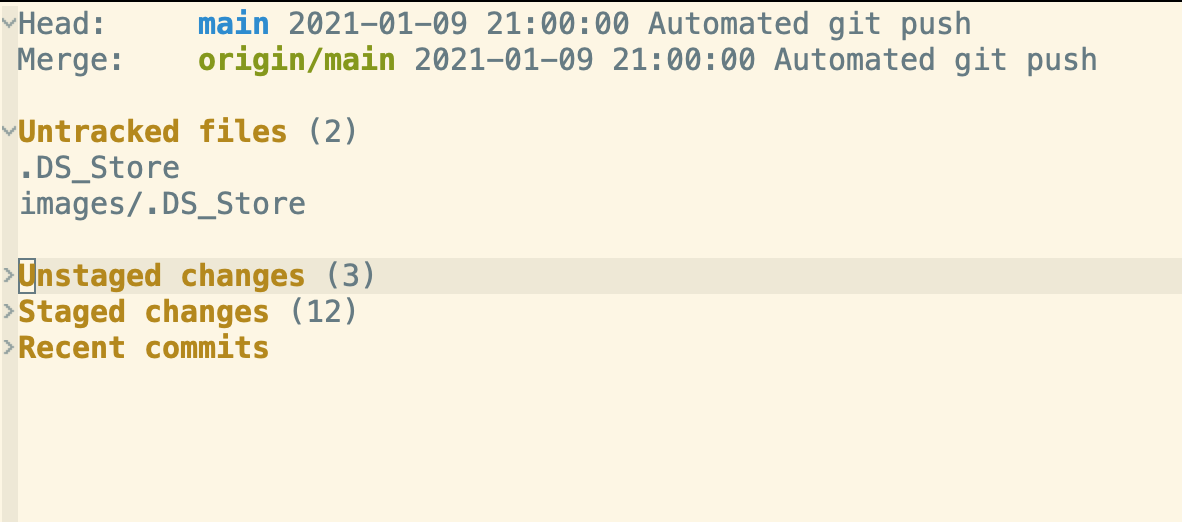 Head: main 2021-01-09 21:00:00 Automated git push
Merge: origin/main 2021-01-09 21:00:00 Automated git push
Untracked files (2)
.DS_Store
images/.DS_Store
Unstaged changes (3)
Staged changes (12)
Recent commits